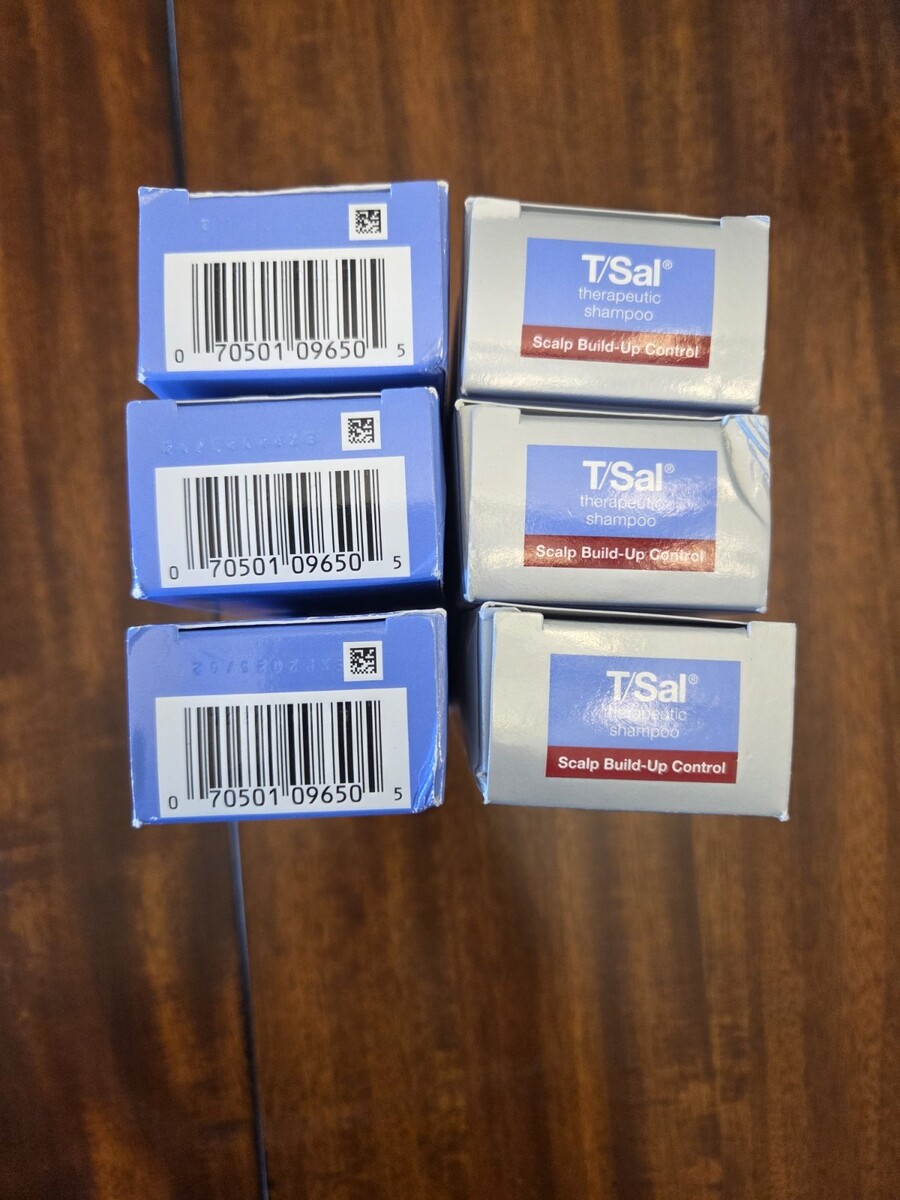 0 70501 09650 5
T/Sal®
therapeutic
shampoo
Scalp Build-Up Control
0 70501 09650 5
T/Sal®
therapeutic
shampoo
Scalp Build-Up Control
0 70501 09650 5
T/Sal®
therapeutic
shampoo
Scalp Build-Up Control